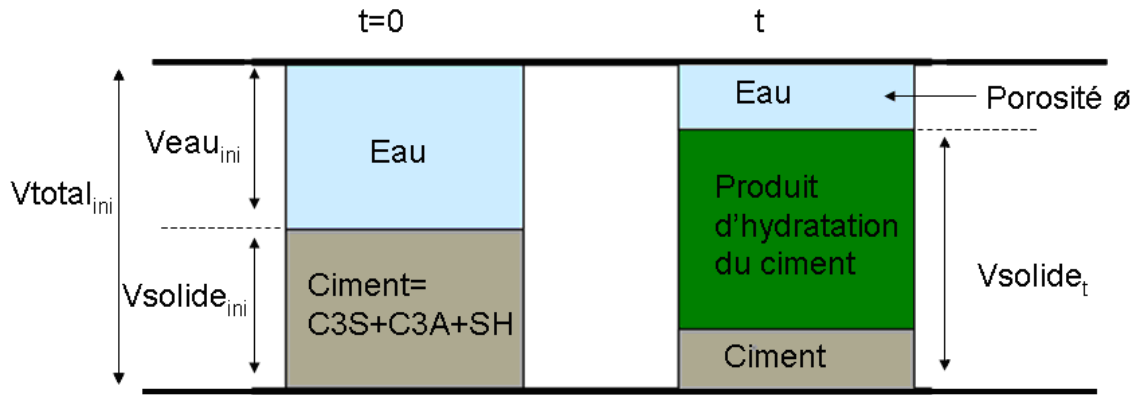 t=0
t
Eau
Porosité ø
Veau_ini
Eau
Vtotal_ini
Produit
d'hydratation
du ciment
Vsolide_t
Vsolide_ini
Ciment=
C3S+C3A+SH
Ciment